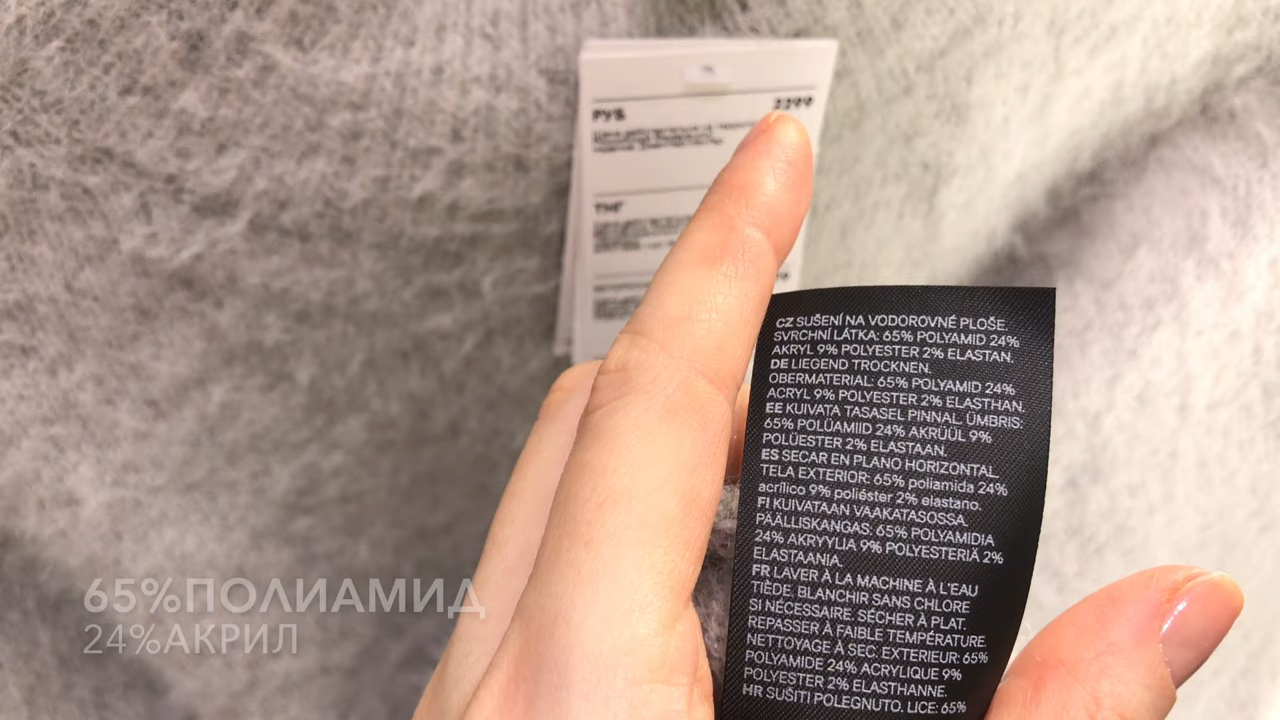 РУБ 2299
ТНГ
CZ SUŠENÍ NA VODOROVNÉ PLOŠE.
SVRCHNÍ LÁTKA: 65% POLYAMID 24%
AKRYL 9% POLYESTER 2% ELASTAN.
DE LIEGEND TROCKNEN.
OBERMATERIAL: 65% POLYAMID 24%
ACRYL 9% POLYESTER 2% ELASTHAN.
EE KUIVATA TASASEL PINNAL. ÜMBRIS:
65% POLÜAMIID 24% AKRÜÜL 9%
POLÜESTER 2% ELASTAAN.
ES SECAR EN PLANO HORIZONTAL.
TELA EXTERIOR: 65% poliamida 24%
acrílico 9% poliéster 2% elastano.
FI KUIVATAAN VAAKATASOSSA.
PÄÄLLISKANGAS: 65% POLYAMIDIA
24% AKRYYLIA 9% POLYESTERIÄ 2%
ELASTAANIA.
FR LAVER À LA MACHINE À L'EAU
TIÈDE. BLANCHIR SANS CHLORE
SI NÉCESSAIRE. SÉCHER À PLAT.
REPASSER À FAIBLE TEMPÉRATURE.
NETTOYAGE À SEC. EXTERIEUR: 65%
POLYAMIDE 24% ACRYLIQUE 9%
POLYESTER 2% ELASTHANNE.
HR SUŠITI POLEGNUTO. LICE: 65%
65%ПОЛИАМИД
24%АКРИЛ